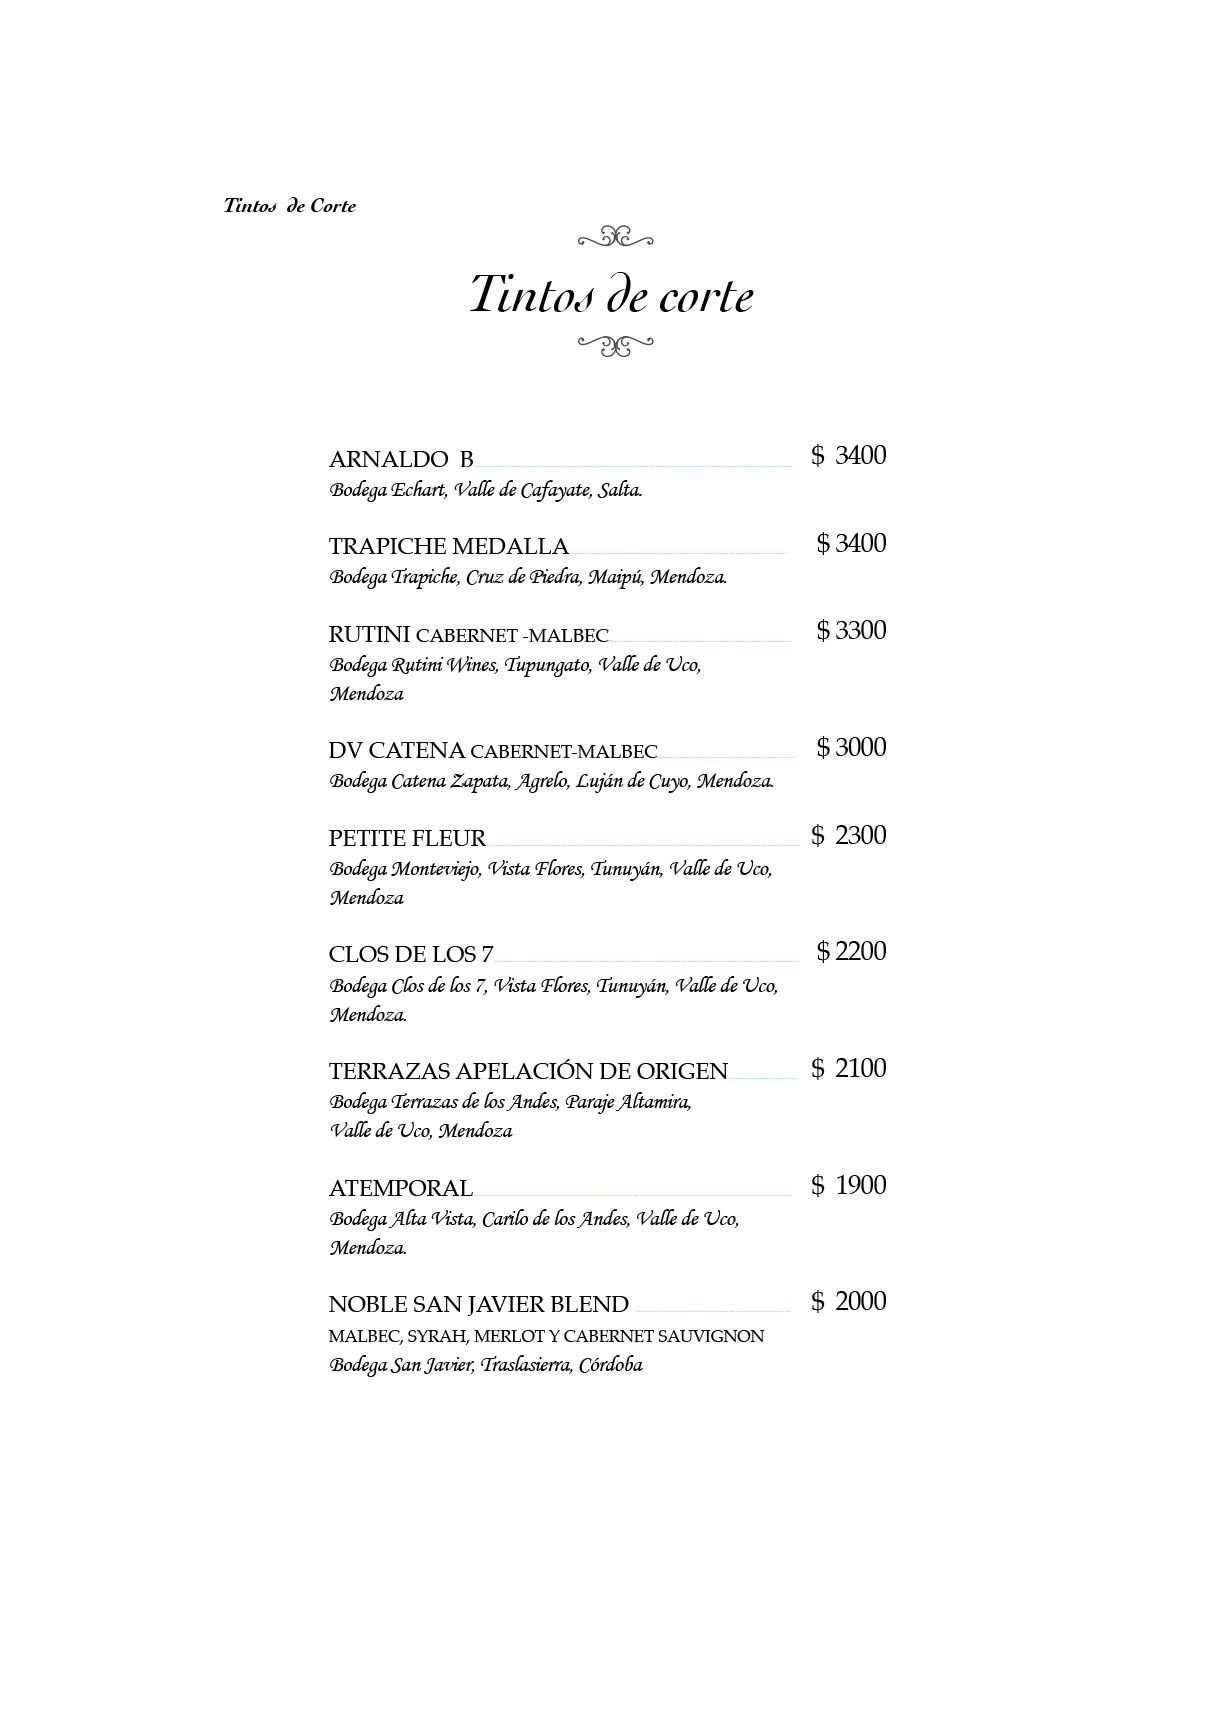 Tintos de Corte
Tintos de corte
ARNALDO B $ 3400
Bodega Echart, Valle de Cafayate, Salta.
TRAPICHE MEDALLA $ 3400
Bodega Trapiche, Cruz de Piedra, Maipú, Mendoza.
RUTINI CABERNET -MALBEC $ 3300
Bodega Rutini Wines, Tupungato, Valle de Uco,
Mendoza
DV CATENA CABERNET-MALBEC $ 3000
Bodega Catena Zapata, Agrelo, Luján de Cuyo, Mendoza.
PETITE FLEUR $ 2300
Bodega Monteviejo, Vista Flores, Tunuyán, Valle de Uco,
Mendoza
CLOS DE LOS 7 $ 2200
Bodega Clos de los 7, Vista Flores, Tunuyán, Valle de Uco,
Mendoza.
TERRAZAS APELACIÓN DE ORIGEN $ 2100
Bodega Terrazas de los Andes, Paraje Altamira,
Valle de Uco, Mendoza
ATEMPORAL $ 1900
Bodega Alta Vista, Carilo de los Andes, Valle de Uco,
Mendoza.
NOBLE SAN JAVIER BLEND $ 2000
MALBEC, SYRAH, MERLOT Y CABERNET SAUVIGNON
Bodega San Javier, Traslasierra, Córdoba